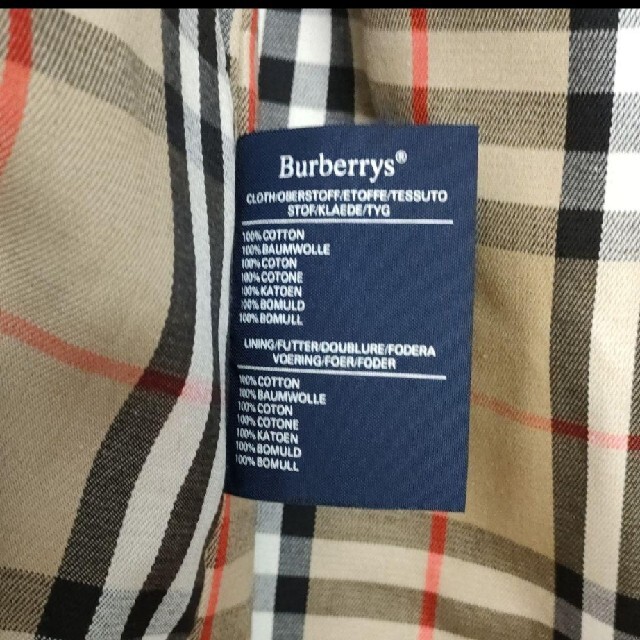 Burberrys®
CLOTH/OBERSTOFF/ETOFFE/TESSUTO
STOF/KLAEDE/TYG
100% COTTON
100% BAUMWOLLE
100% COTON
100% COTONE
100% KATOEN
100% BOMULD
100% BOMULL
LINING/FUTTER/DOUBLURE/FODERA
VOERING/FOER/FODER
100% COTTON
100% BAUMWOLLE
100% COTON
100% COTONE
100% KATOEN
100% BOMULD
100% BOMULL